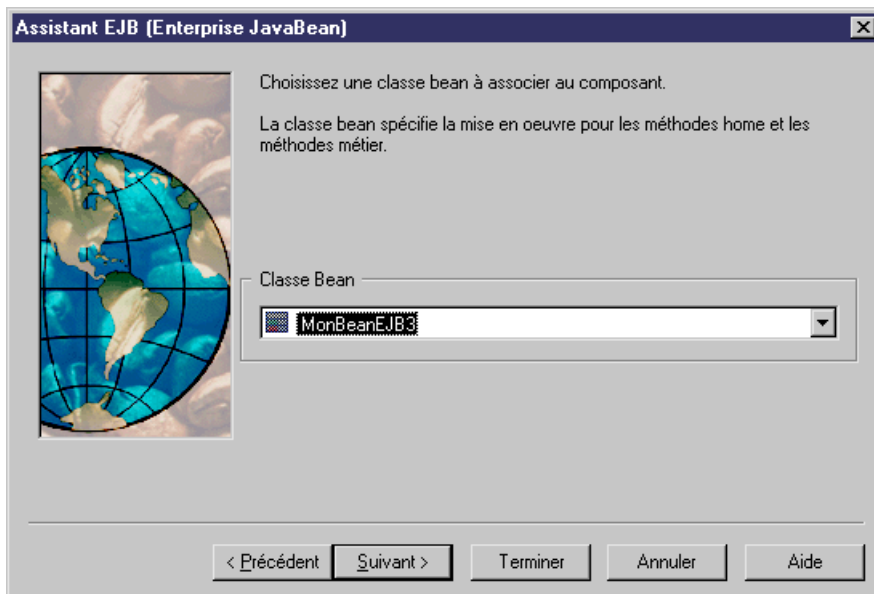 Assistant EJB (Enterprise JavaBean)
Choisissez une classe bean à associer au composant.
La classe bean spécifie la mise en oeuvre pour les méthodes home et les
méthodes métier.
Classe Bean
MonBeanEJB3
< Précédent Suivant > Terminer Annuler Aide